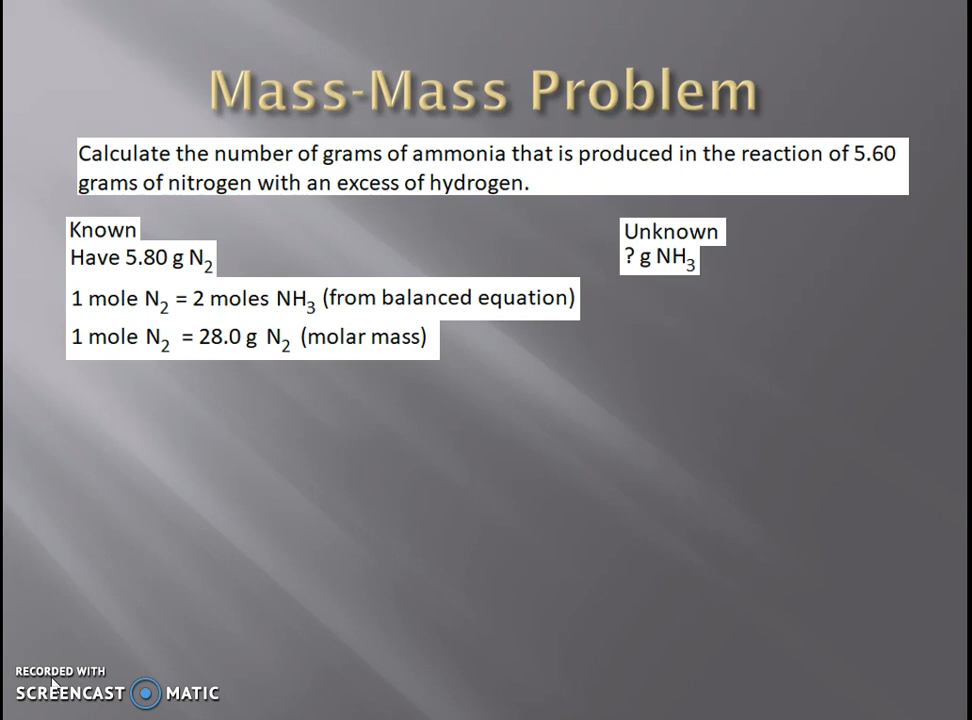 Mass-Mass Problem
Calculate the number of grams of ammonia that is produced in the reaction of 5.60
grams of nitrogen with an excess of hydrogen.
Known
Unknown
Have 5.80 g N₂
? g NH₃
1 mole N₂ = 2 moles NH₃ (from balanced equation)
1 mole N₂ = 28.0 g N₂ (molar mass)
RECORDED WITH
SCREENCAST MATIC